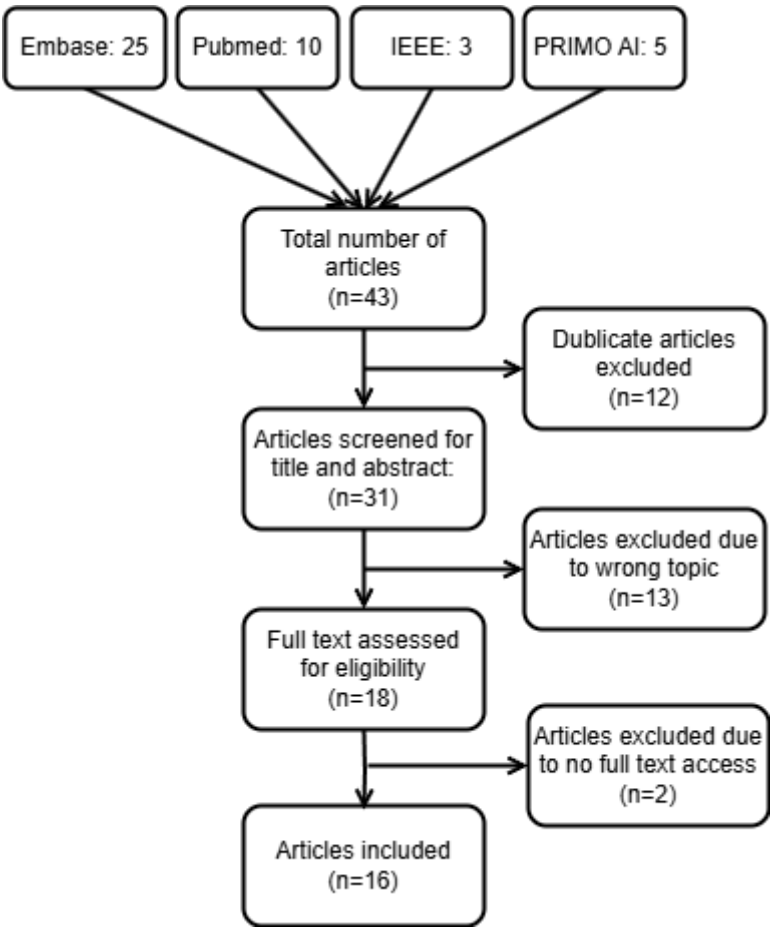 Embase: 25
Pubmed: 10
IEEE: 3
PRIMO AI: 5
Total number of
articles
(n=43)
Dublicate articles
excluded
(n=12)
Articles screened for
title and abstract:
(n=31)
Articles excluded due
to wrong topic
(n=13)
Full text assessed
for eligibility
(n=18)
Articles excluded due
to no full text access
(n=2)
Articles included
(n=16)